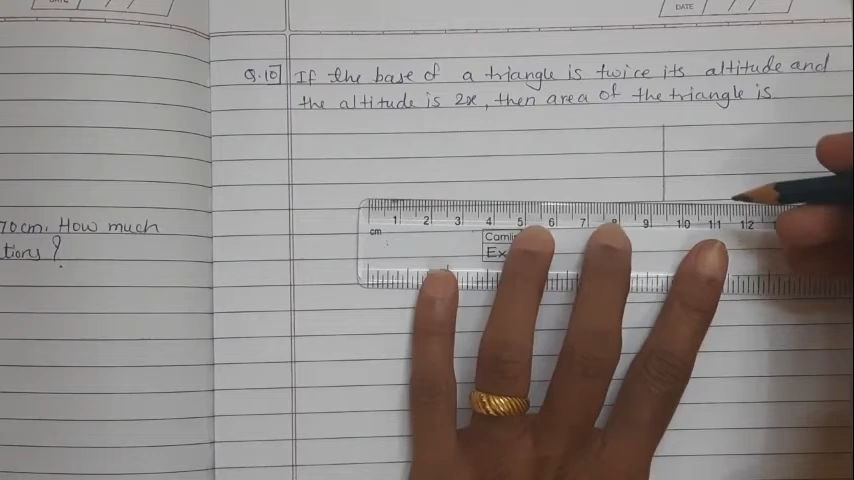 DATE
DATE
Q.10 If the base of a triangle is twice its altitude and
the altitude is 2x, then area of the triangle is
70cm. How much
tions?
1 2 3 4 5 6 7 8 9 10 11 12
cm
Camlin
Ex